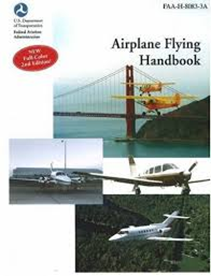 FAA-H-8083-3A
U.S. Department
of Transportation
Federal Aviation
Administration
NEW
Full-Color
2nd Edition!
Airplane Flying
Handbook